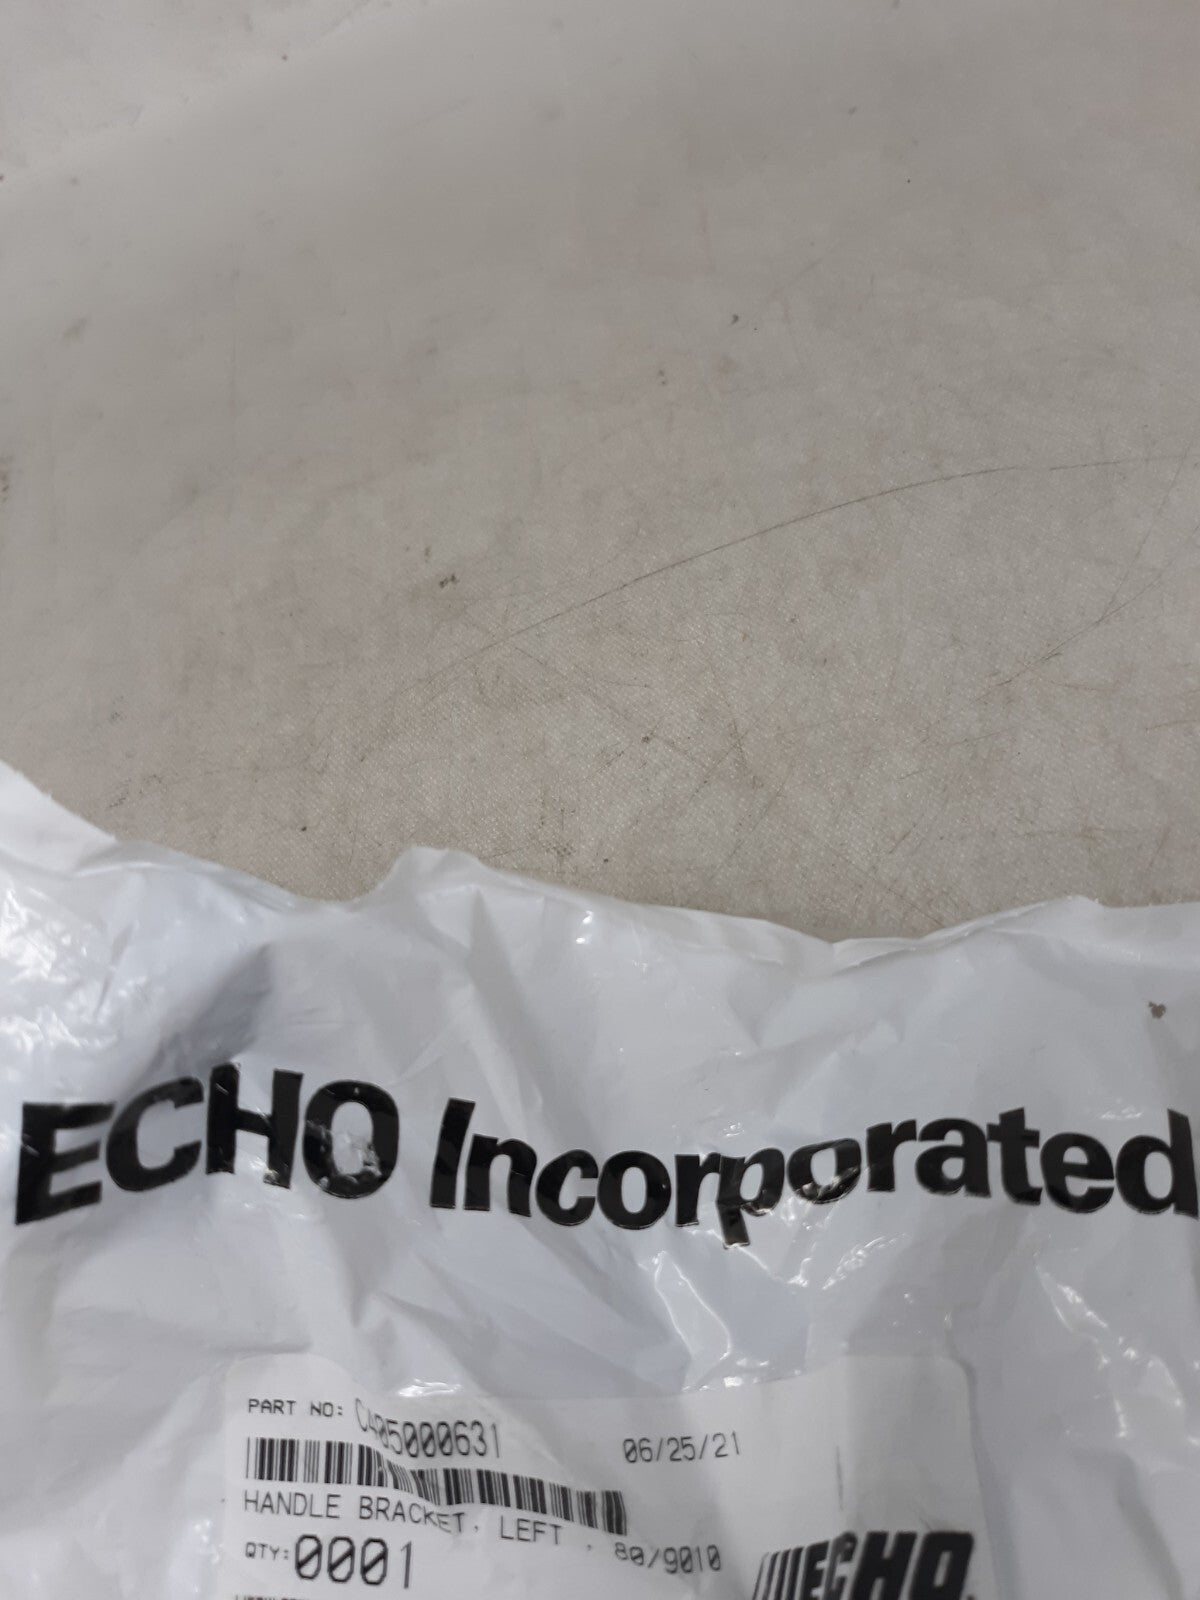 ECHO Incorporated
PART NO: C405000631 06/25/21
HANDLE BRACKET, LEFT , 80/9010
QTY: 0001
ECHO.